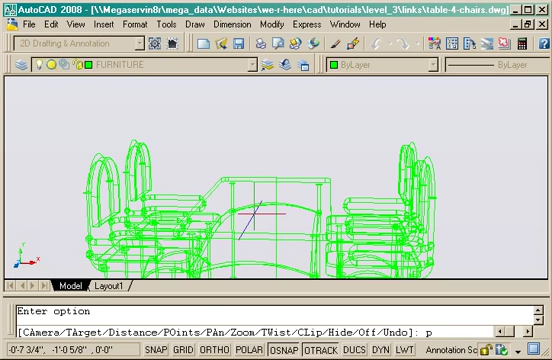 AutoCAD 2008 - [\\Megaservin8r\mega_data\Websites\we-r-here\cad\tutorials\level_3\links\table-4-chairs.dwg]
File Edit View Insert Format Tools Draw Dimension Modify Express Window Help
2D Drafting & Annotation
FURNITURE ByLayer ByLayer
Model Layout1
Enter option
[CAmera/TArget/Distance/POints/PAn/Zoom/TWist/CLip/Hide/Off/Undo]: p
-0'-7 3/4", -1'-0 5/8" , 0'-0" SNAP GRID ORTHO POLAR OSNAP OTRACK DUCS DYN LWT Annotation Sc